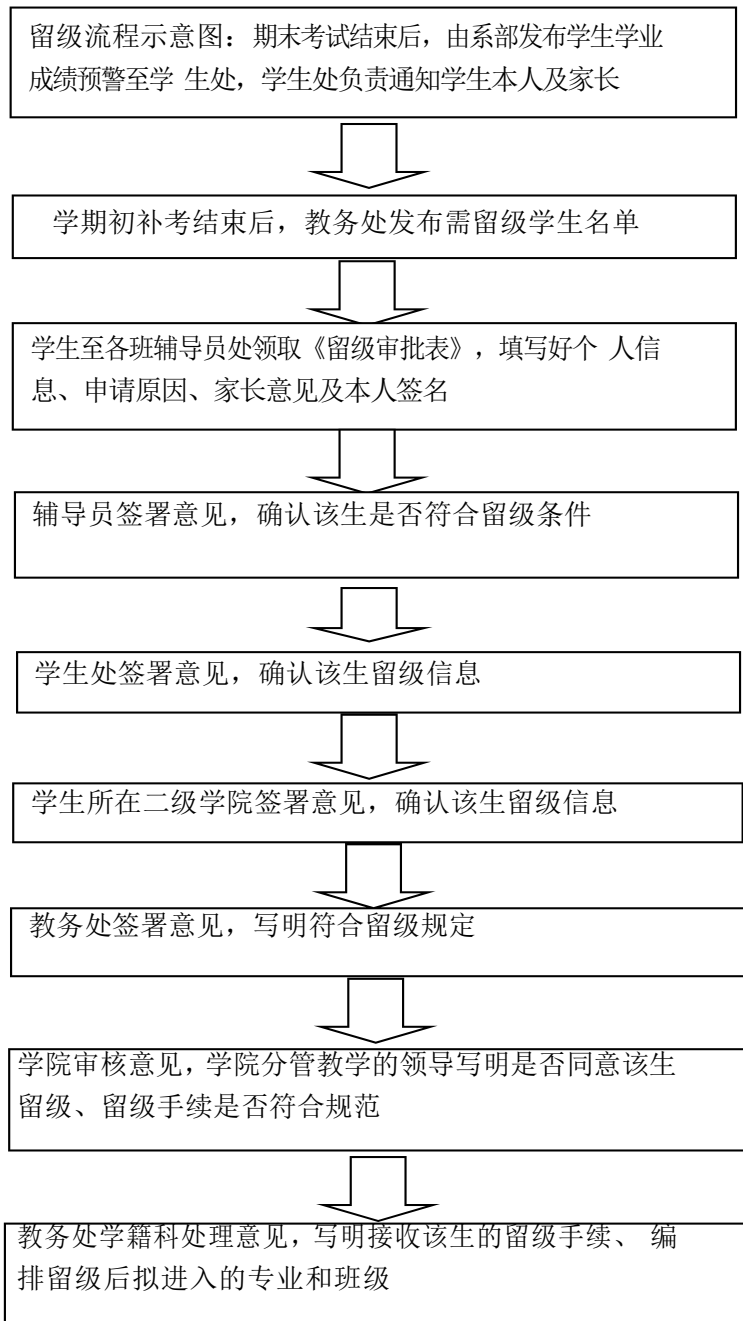 留级流程示意图：期末考试结束后，由系部发布学生学业
成绩预警至学 生处，学生处负责通知学生本人及家长
学期初补考结束后，教务处发布需留级学生名单
学生至各班辅导员处领取《留级审批表》，填写好个 人信
息、申请原因、家长意见及本人签名
辅导员签署意见，确认该生是否符合留级条件
学生处签署意见，确认该生留级信息
学生所在二级学院签署意见，确认该生留级信息
教务处签署意见，写明符合留级规定
学院审核意见，学院分管教学的领导写明是否同意该生
留级、留级手续是否符合规范
教务处学籍科处理意见，写明接收该生的留级手续、 编
排留级后拟进入的专业和班级